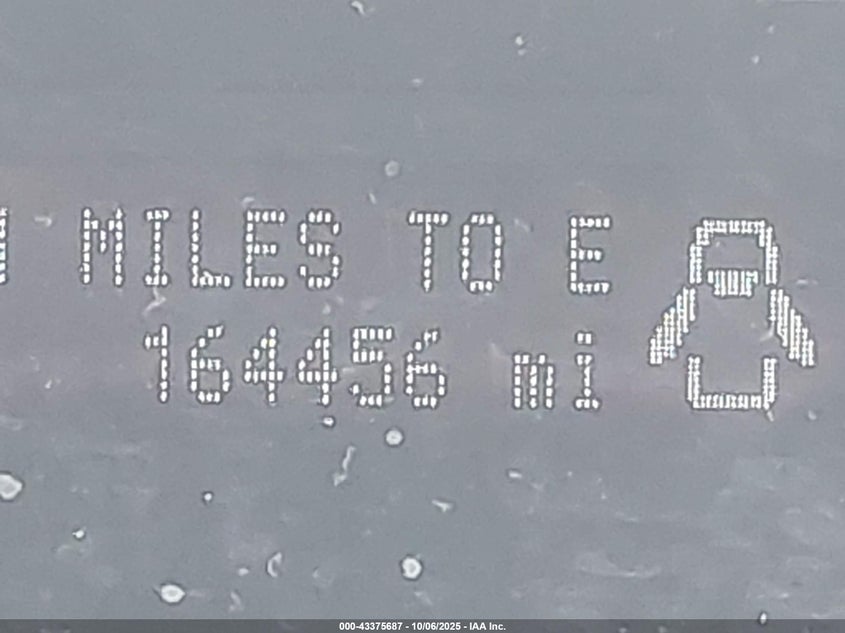 MILES TO E
164456 mi
000-43375687 - 10/06/2025 - IAA Inc.